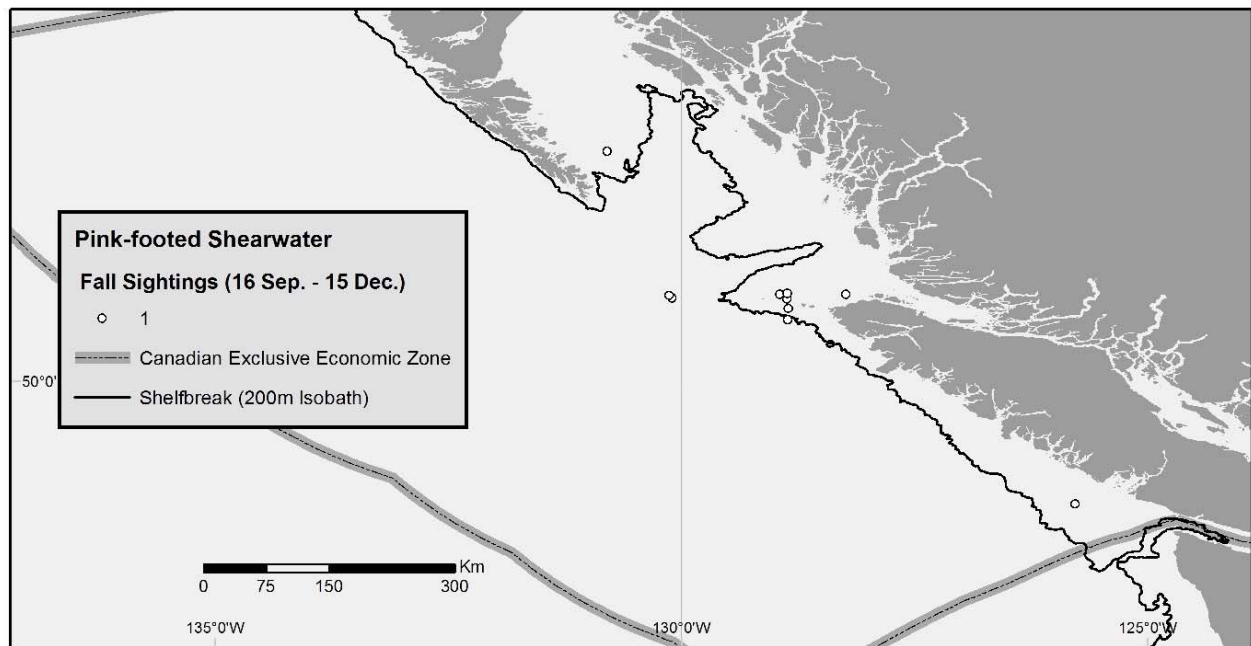 Pink-footed Shearwater
Fall Sightings (16 Sep. - 15 Dec.)
1
Canadian Exclusive Economic Zone
50°0'
Shelfbreak (200m Isobath)
Km
0 75 150 300
135°0'W 130°0'W 125°0'W